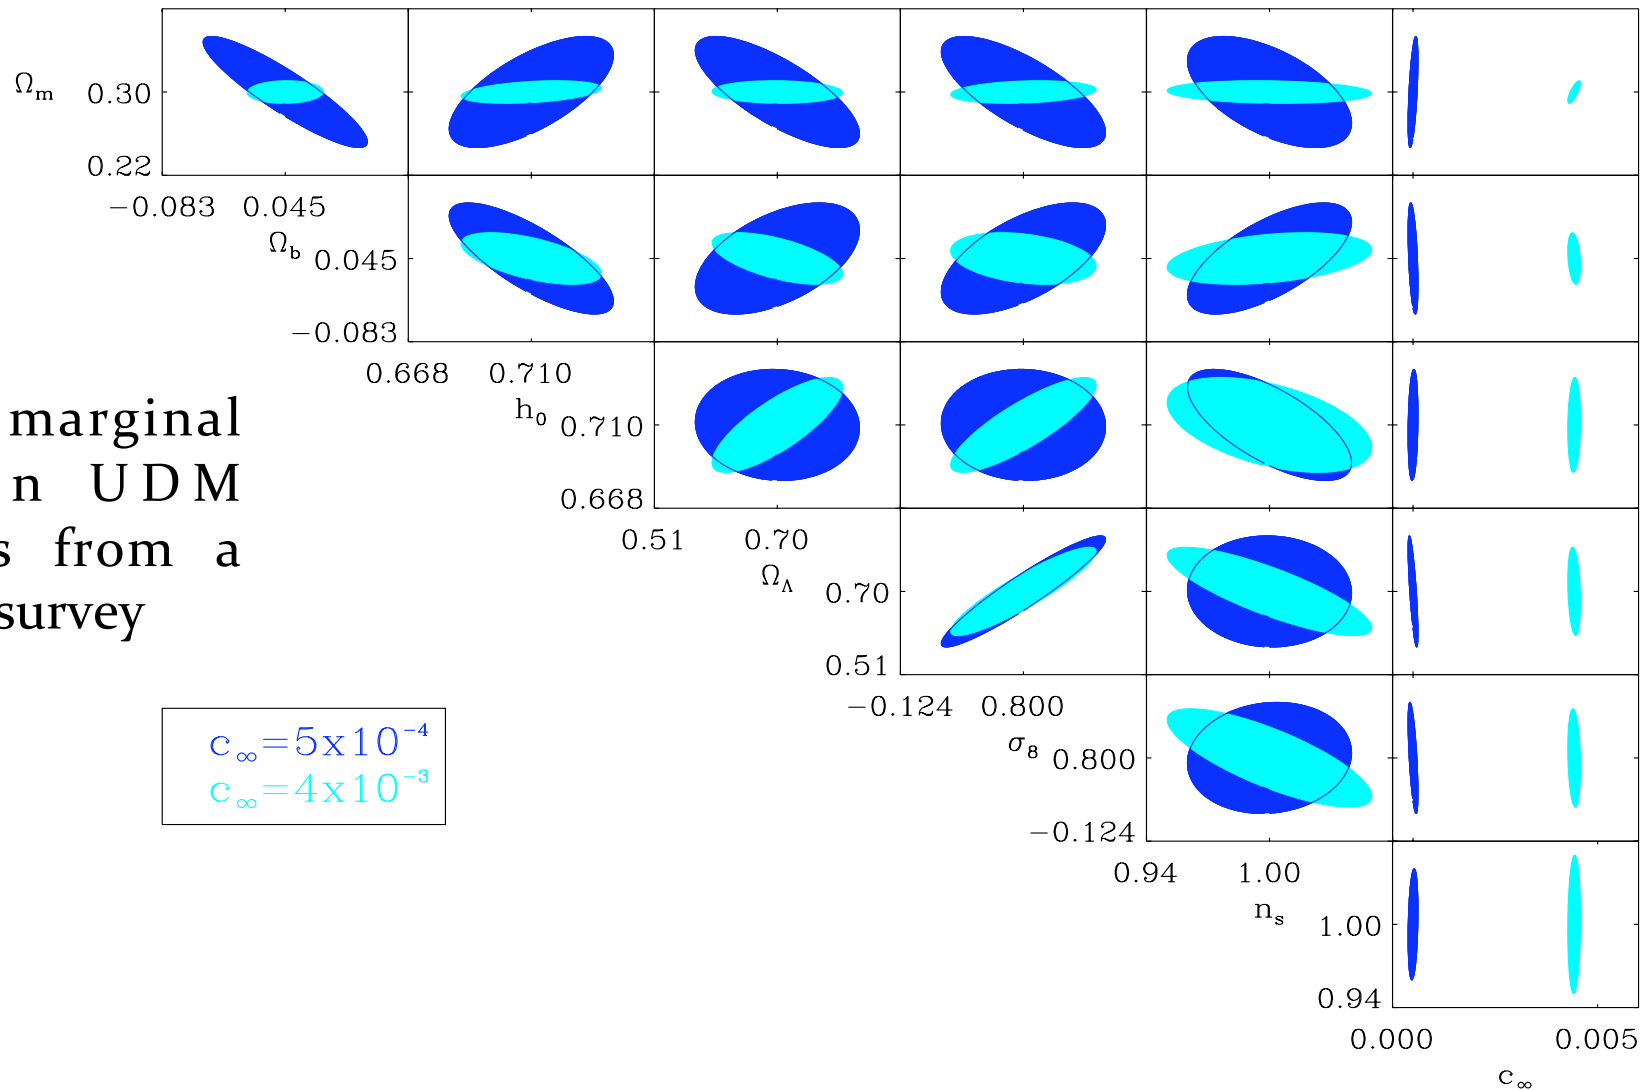 Ωm 0.30
0.22
−0.083 0.045
Ωb 0.045
−0.083
0.668 0.710
h0 0.710
0.668
marginal
n UDM
s from a
survey
0.51 0.70
ΩΛ 0.70
0.51
−0.124 0.800
σ8 0.800
−0.124
c∞=5x10−4
c∞=4x10−3
0.94 1.00
ns 1.00
0.94
0.000 0.005
c∞